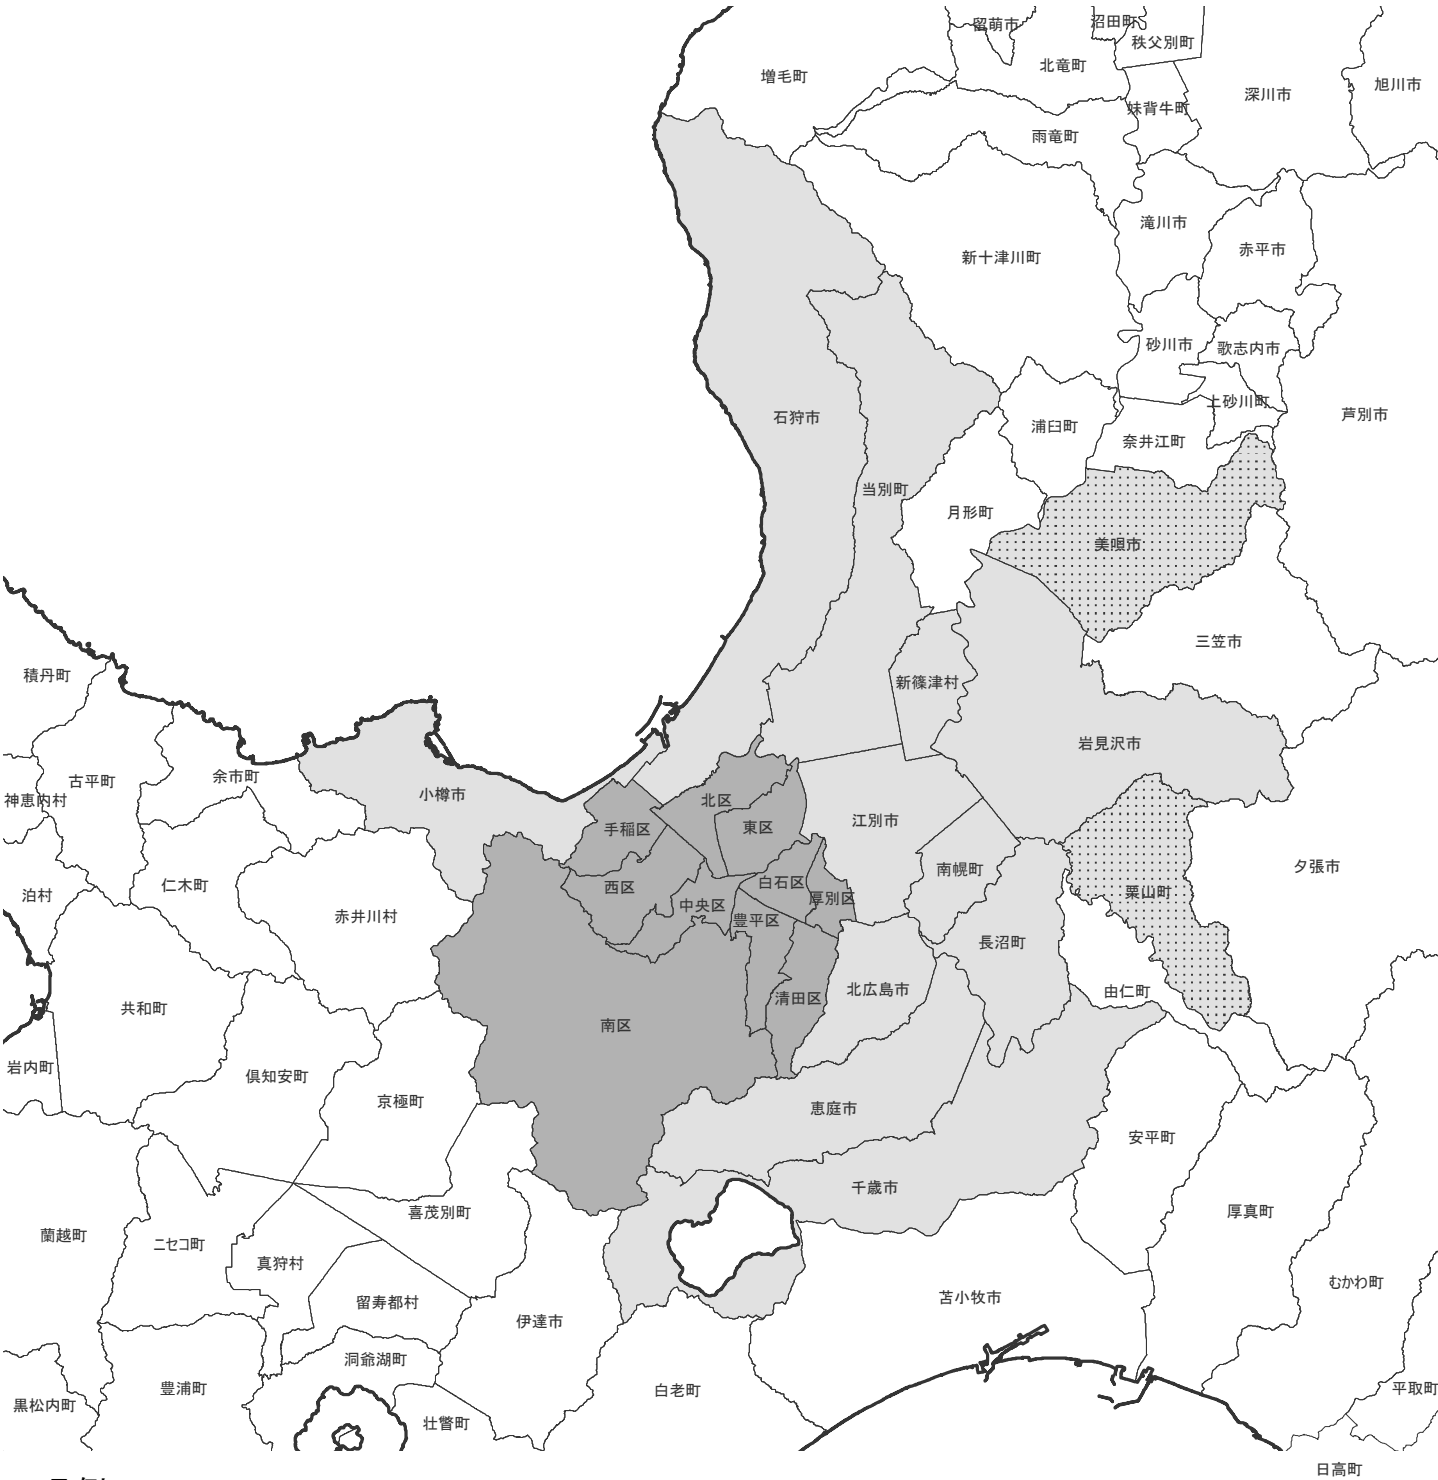 留萌市
沼田町
秩父別町
北竜町
増毛町
旭川市
深川市
妹背牛町
雨竜町
滝川市
赤平市
新十津川町
砂川市
歌志内市
上砂川町
芦別市
石狩市
浦臼町
奈井江町
当別町
月形町
美唄市
三笠市
積丹町
新篠津村
岩見沢市
余市町
古平町
小樽市
神恵内村
北区
手稲区
東区
江別市
夕張市
南幌町
西区
白石区
仁木町
泊村
中央区
厚別区
栗山町
赤井川村
豊平区
長沼町
北広島市
由仁町
清田区
共和町
南区
岩内町
倶知安町
京極町
恵庭市
安平町
千歳市
喜茂別町
厚真町
蘭越町
ニセコ町
真狩村
むかわ町
苫小牧市
留寿都村
伊達市
洞爺湖町
豊浦町
白老町
平取町
黒松内町
壮瞥町
日高町